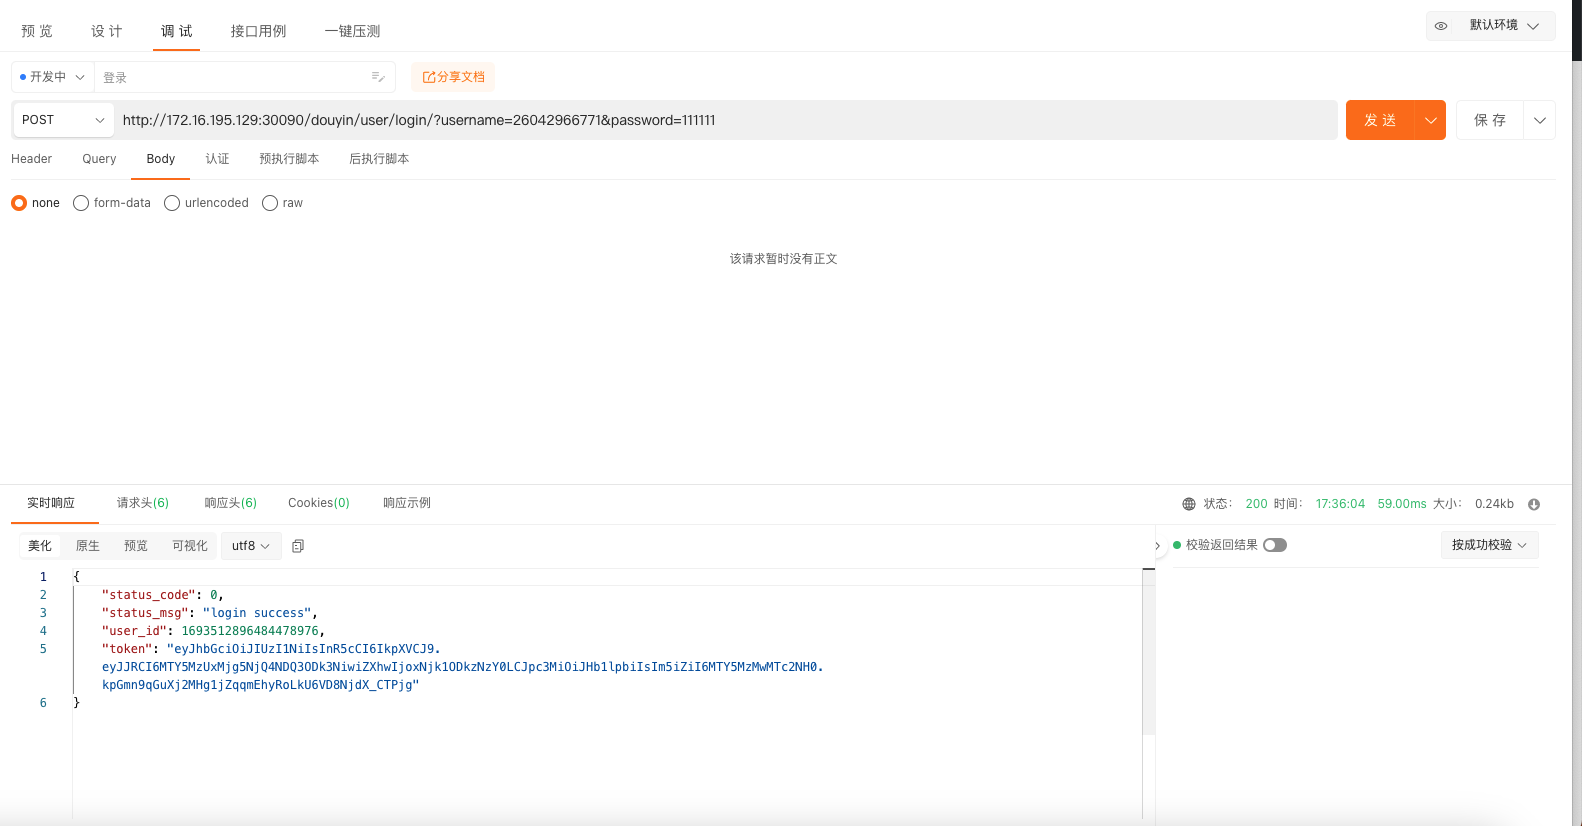 预 览 设 计 调 试 接口用例 一键压测 默认环境
开发中 登录 分享文档
POST http://172.16.195.129:30090/douyin/user/login/?username=26042966771&password=111111 发 送 保 存
Header Query Body 认证 预执行脚本 后执行脚本
none form-data urlencoded raw
该请求暂时没有正文
实时响应 请求头(6) 响应头(6) Cookies(0) 响应示例 状态： 200 时间： 17:36:04 59.00ms 大小： 0.24kb
美化 原生 预览 可视化 utf8 校验返回结果 按成功校验
1 {
2 "status_code": 0,
3 "status_msg": "login success",
4 "user_id": 1693512896484478976,
5 "token": "eyJhbGciOiJIUzI1NiIsInR5cCI6IkpXVCJ9.
eyJJRCI6MTY5MzUxMjg5NjQ4NDQ3ODk3NiwiZXhwIjoxNjk1ODkzNzY0LCJpc3MiOiJHb1lpbiIsIm5iZiI6MTY5MzMwMTc2NH0.
kpGmn9qGuXj2MHg1jZqqmEhyRoLkU6VD8NjdX_CTPjg"
6 }